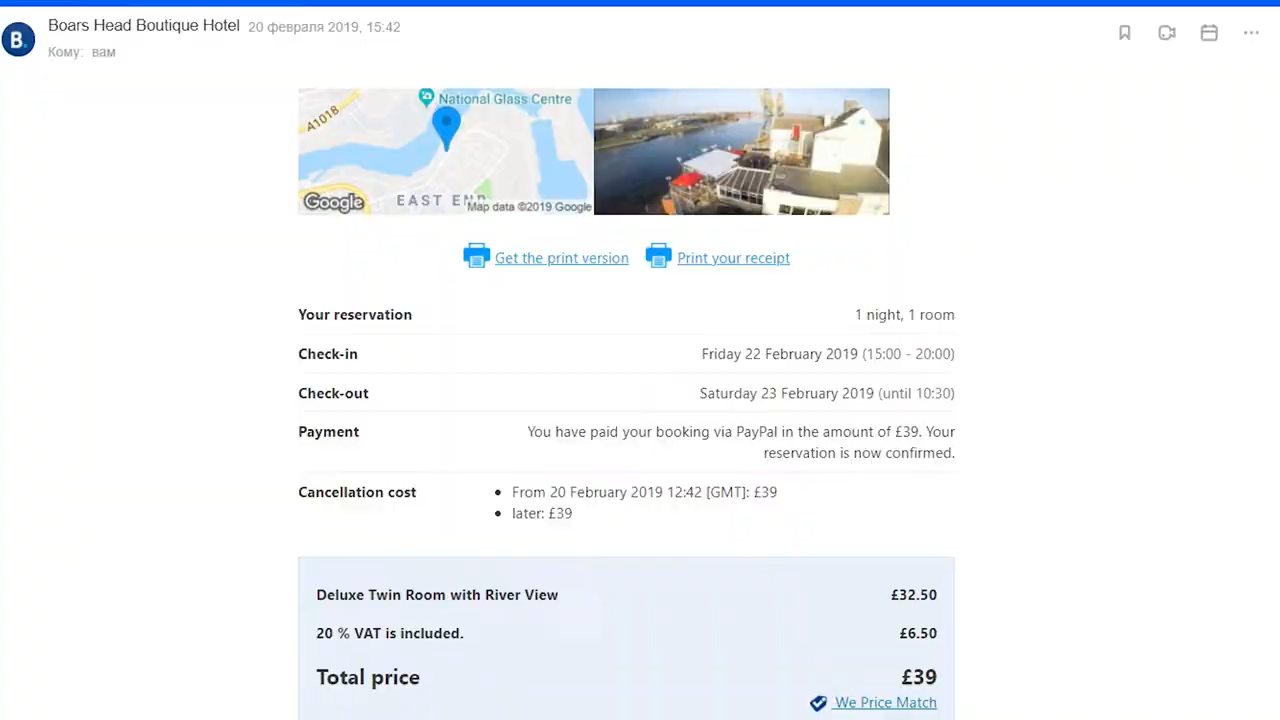 Boars Head Boutique Hotel 20 февраля 2019, 15:42
B.
Кому: вам
National Glass Centre
A1018
EAST END
Google
Map data ©2019 Google
Get the print version Print your receipt
Your reservation 1 night, 1 room
Check-in Friday 22 February 2019 (15:00 - 20:00)
Check-out Saturday 23 February 2019 (until 10:30)
Payment You have paid your booking via PayPal in the amount of £39. Your
reservation is now confirmed.
Cancellation cost • From 20 February 2019 12:42 [GMT]: £39
• later: £39
Deluxe Twin Room with River View £32.50
20 % VAT is included. £6.50
Total price £39
We Price Match